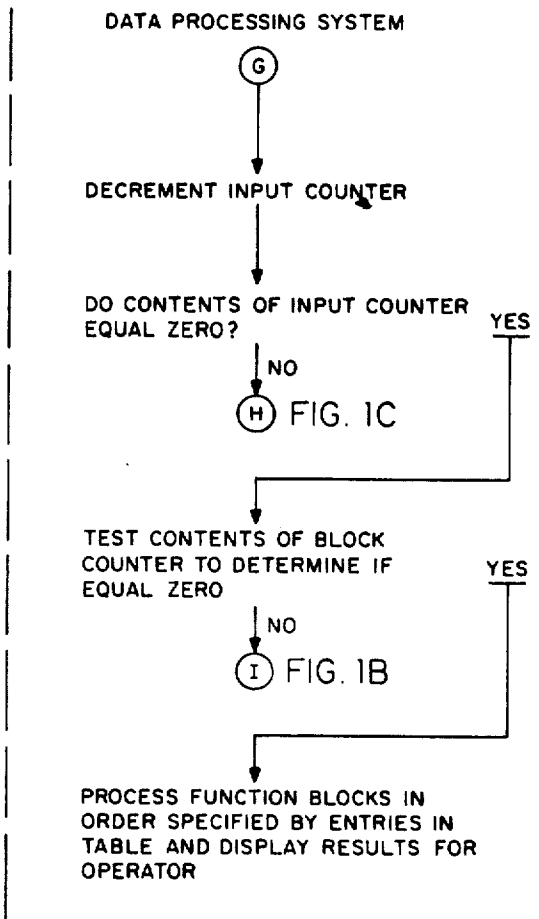 DATA PROCESSING SYSTEM
G
DECREMENT INPUT COUNTER
DO CONTENTS OF INPUT COUNTER
EQUAL ZERO?
YES
NO
H FIG. 1C
TEST CONTENTS OF BLOCK
COUNTER TO DETERMINE IF
EQUAL ZERO
YES
NO
I FIG. 1B
PROCESS FUNCTION BLOCKS IN
ORDER SPECIFIED BY ENTRIES IN
TABLE AND DISPLAY RESULTS FOR
OPERATOR